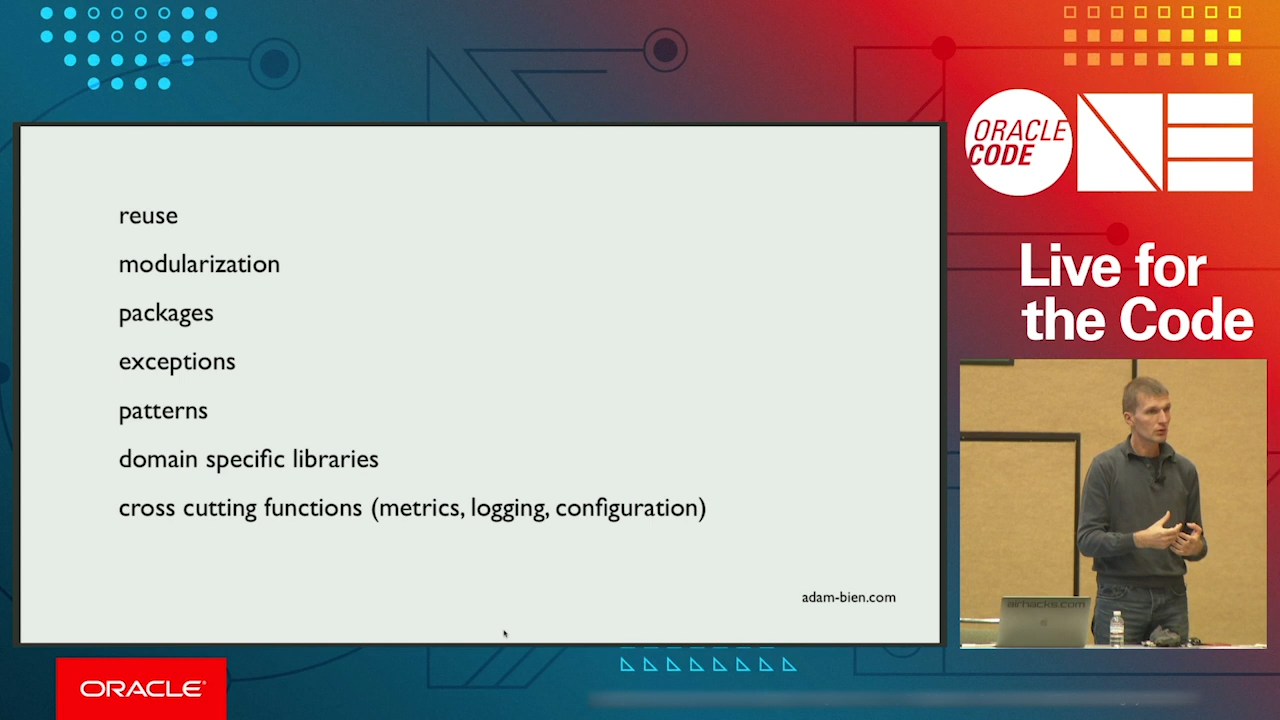 ORACLE
CODE
ONE
Live for
the Code
reuse
modularization
packages
exceptions
patterns
domain specific libraries
cross cutting functions (metrics, logging, configuration)
adam-bien.com
airhacks.com
ORACLE